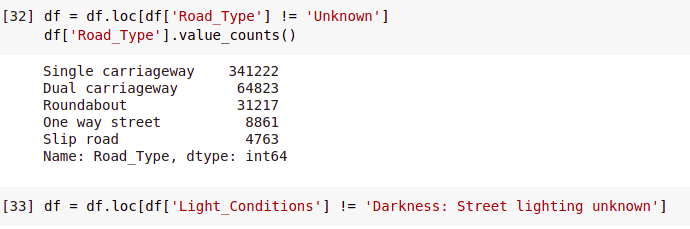 [32] df = df.loc[df['Road_Type'] != 'Unknown']
df['Road_Type'].value_counts()
Single carriageway    341222
Dual carriageway       64823
Roundabout             31217
One way street          8861
Slip road               4763
Name: Road_Type, dtype: int64
[33] df = df.loc[df['Light_Conditions'] != 'Darkness: Street lighting unknown']